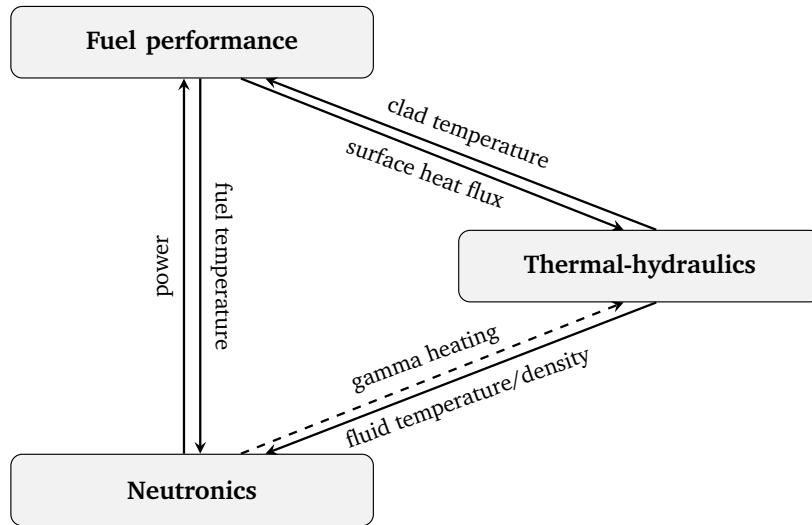 Fuel performance
clad temperature
surface heat flux
fuel temperature
power
Thermal-hydraulics
gamma heating
fluid temperature/density
Neutronics